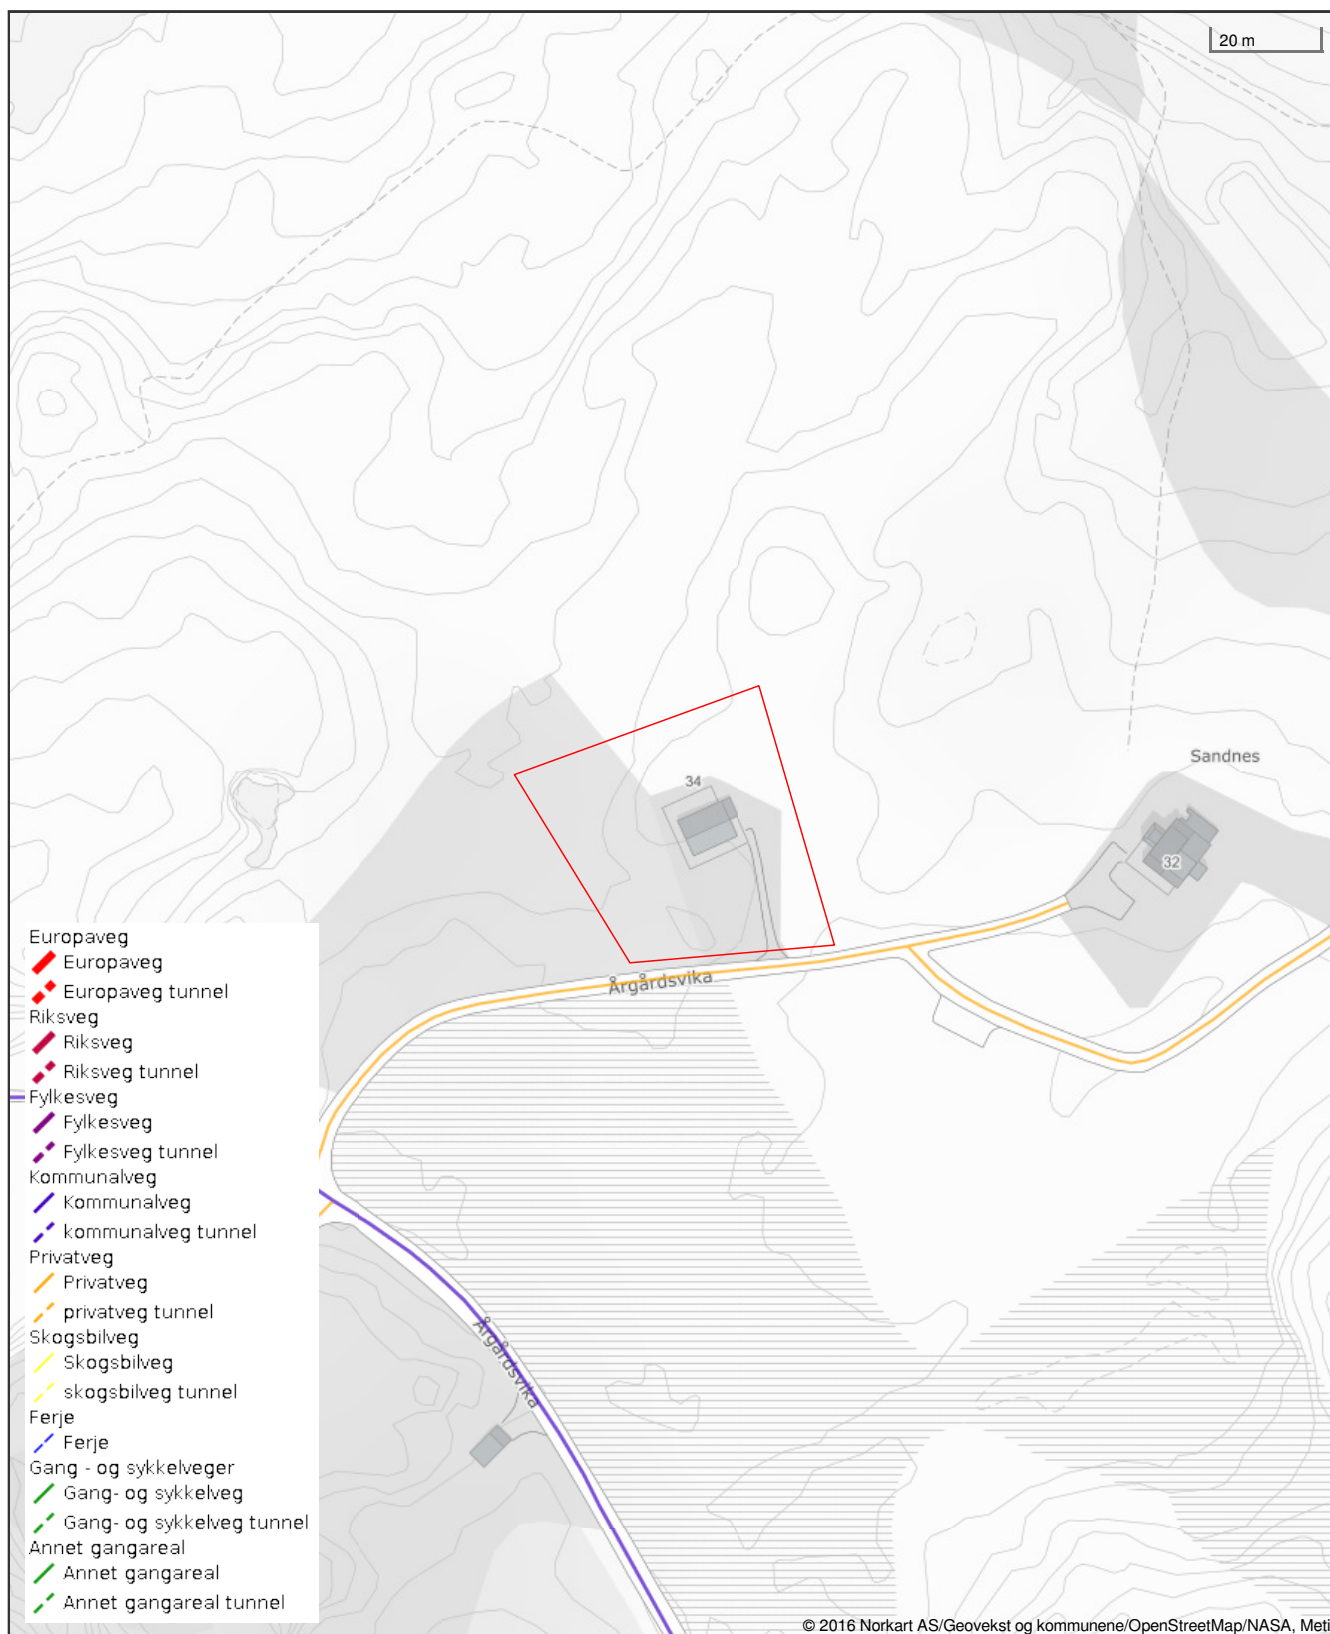 20 m
34
Sandnes
32
Årgårdsvika
Årgårdsvika
Europaveg
Europaveg
Europaveg tunnel
Riksveg
Riksveg
Riksveg tunnel
Fylkesveg
Fylkesveg
Fylkesveg tunnel
Kommunalveg
Kommunalveg
kommunalveg tunnel
Privatveg
Privatveg
privatveg tunnel
Skogsbilveg
Skogsbilveg
skogsbilveg tunnel
Ferje
Ferje
Gang - og sykkelveger
Gang- og sykkelveg
Gang- og sykkelveg tunnel
Annet gangareal
Annet gangareal
Annet gangareal tunnel
© 2016 Norkart AS/Geovekst og kommunene/OpenStreetMap/NASA, Meti